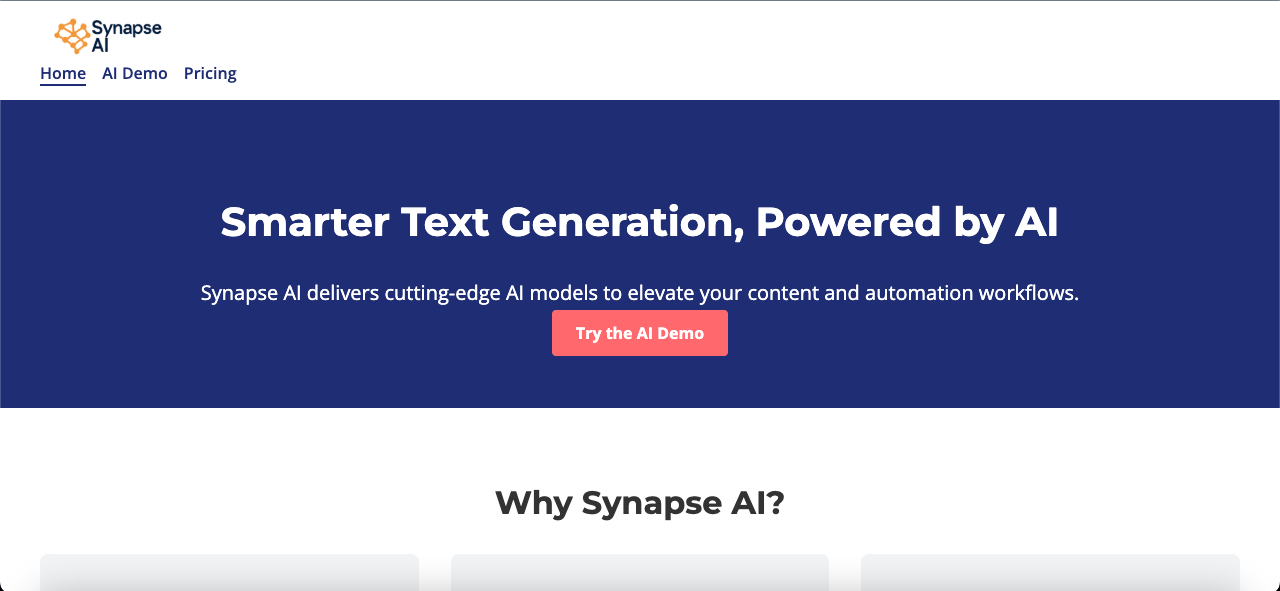 Synapse
AI
Home AI Demo Pricing
Smarter Text Generation, Powered by AI
Synapse AI delivers cutting-edge AI models to elevate your content and automation workflows.
Try the AI Demo
Why Synapse AI?